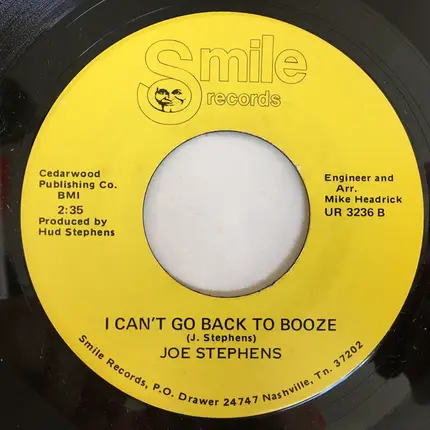 Smile
records
Cedarwood
Publishing Co.
BMI
2:35
Produced by
Hud Stephens
Engineer and
Arr.
Mike Headrick
UR 3236 B
I CAN'T GO BACK TO BOOZE
(J. Stephens)
JOE STEPHENS
Smile Records, P.O. Drawer 24747 Nashville, Tn. 37202